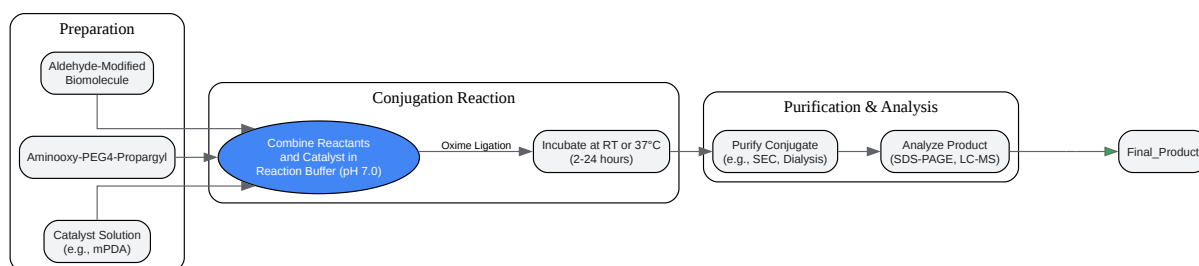 Preparation
Aldehyde-Modified
Biomolecule
Aminooxy-PEG4-Propargyl
Catalyst Solution
(e.g., mPDA)
Conjugation Reaction
Combine Reactants
and Catalyst in
Reaction Buffer (pH 7.0)
Oxime Ligation
Incubate at RT or 37°C
(2-24 hours)
Purification & Analysis
Purify Conjugate
(e.g., SEC, Dialysis)
Analyze Product
(SDS-PAGE, LC-MS)
Final_Product